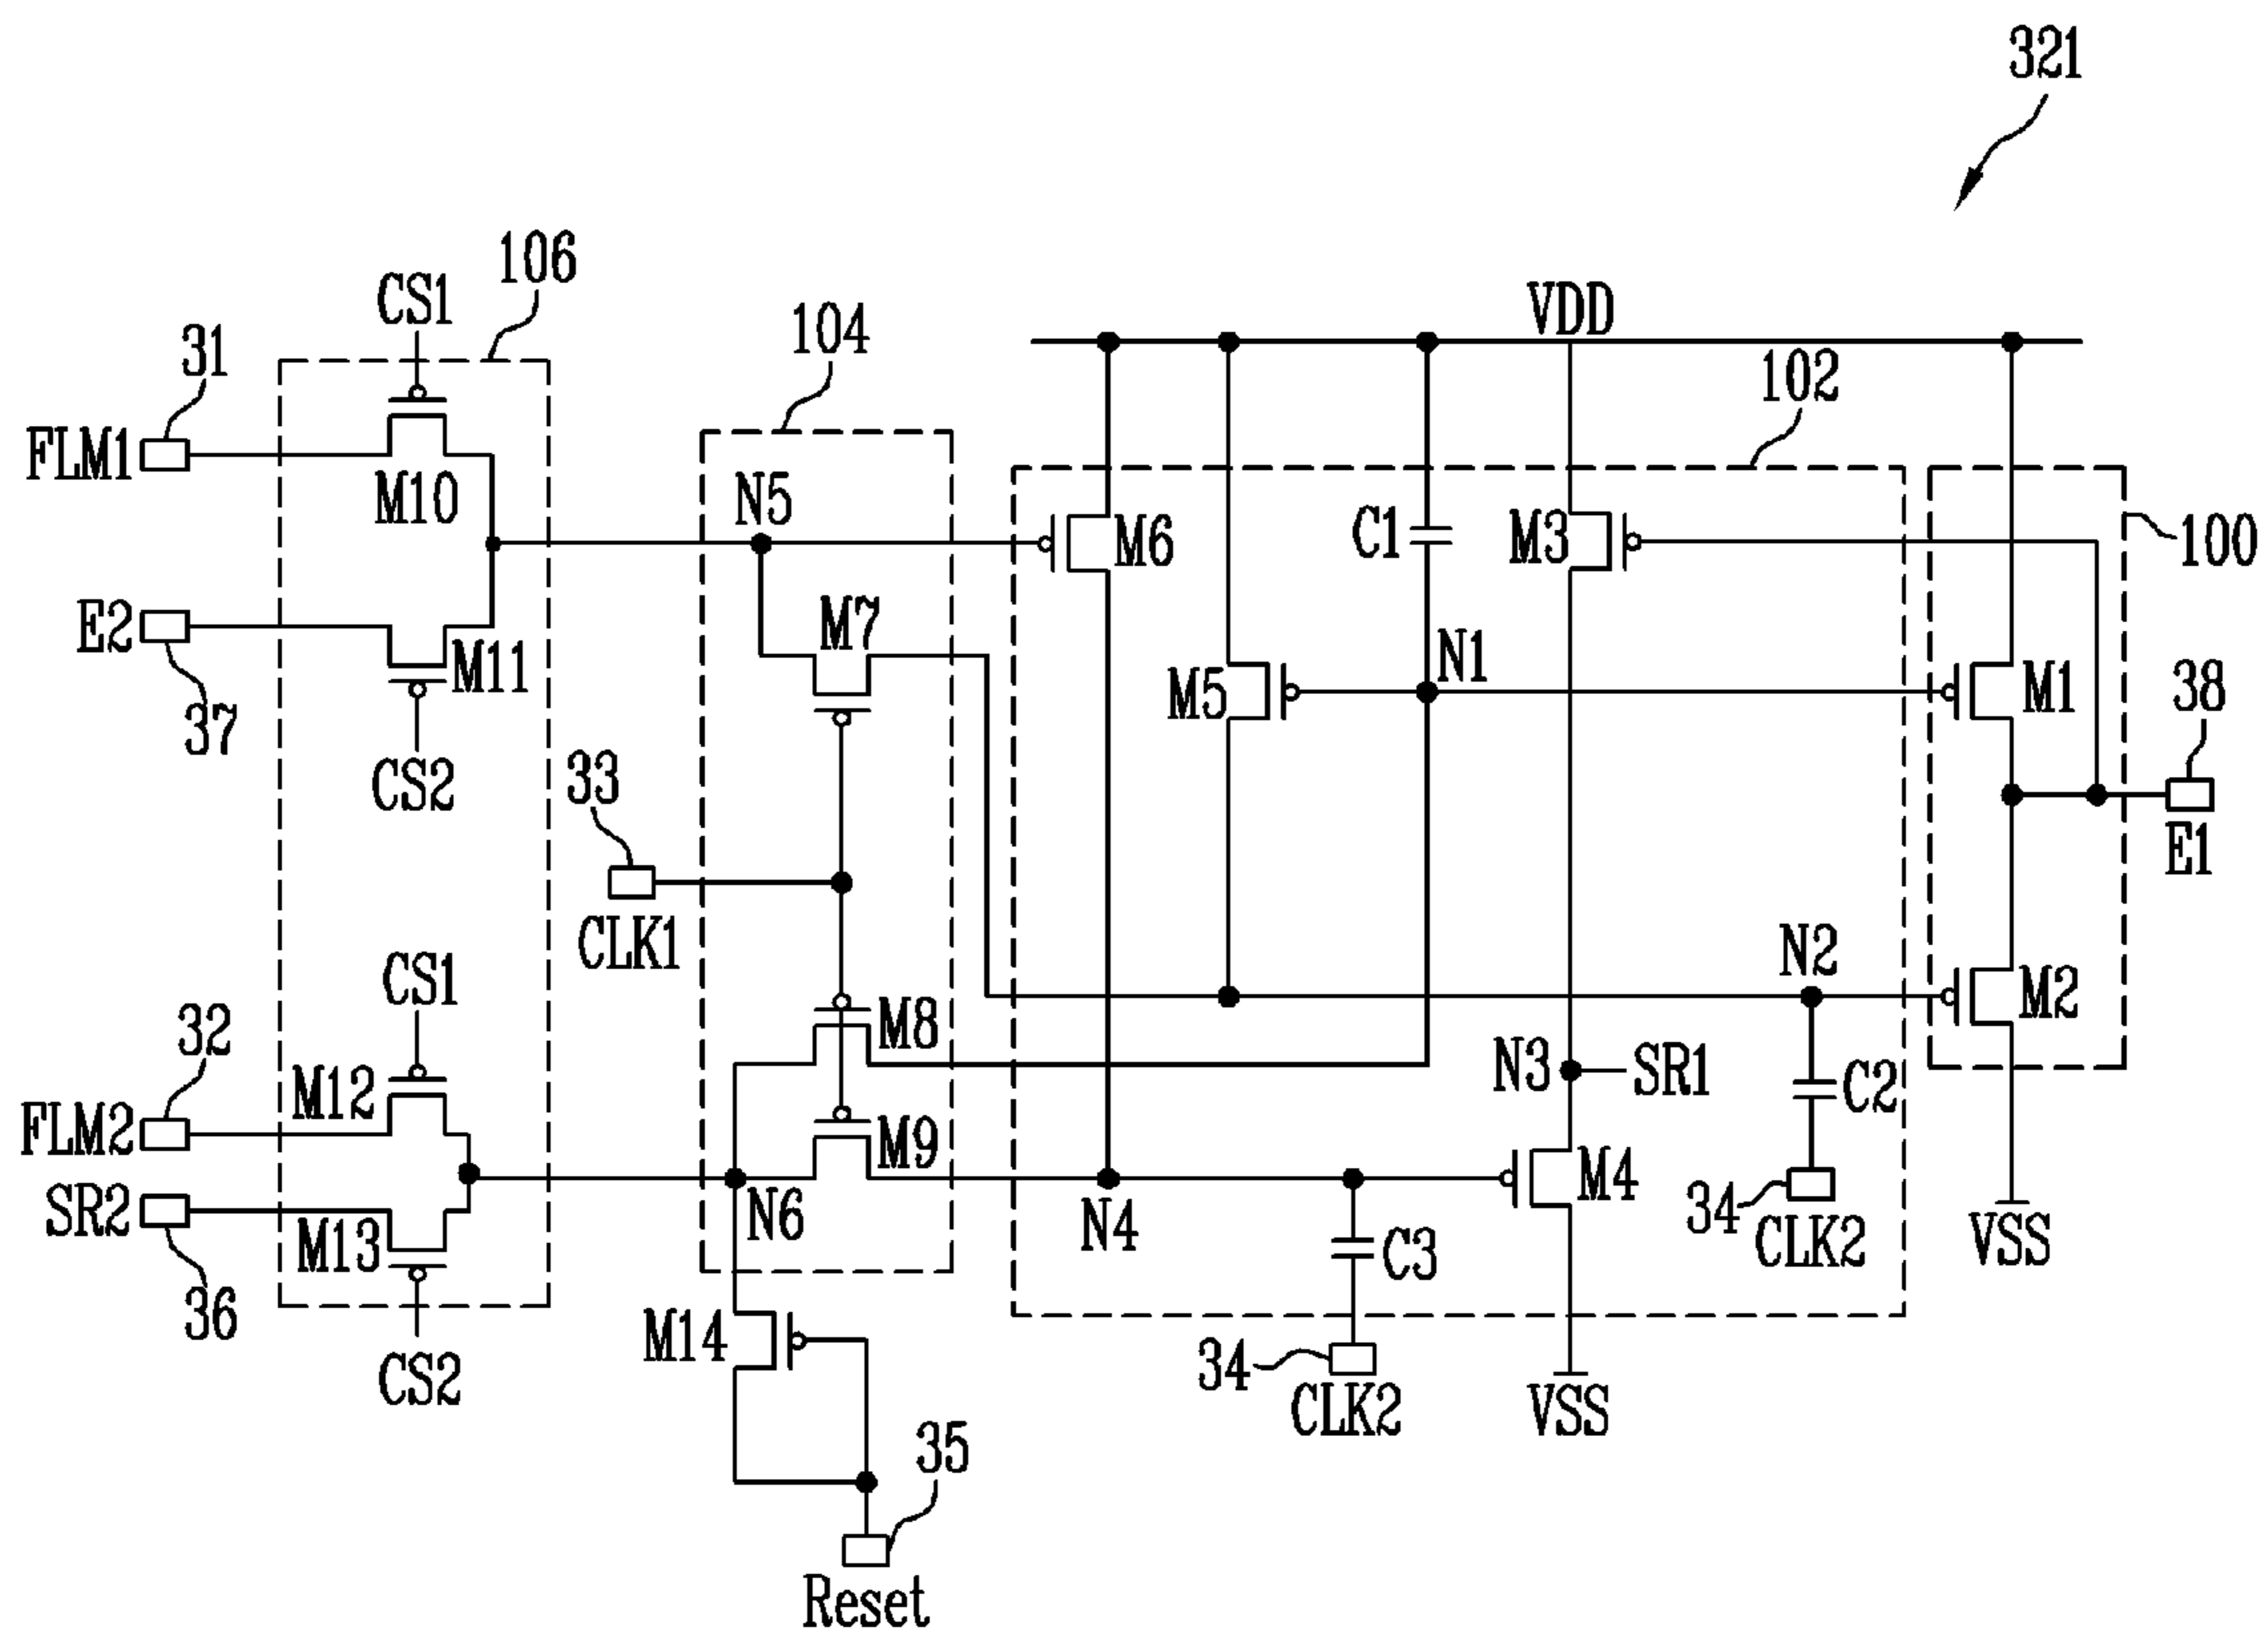 321
106
CS1
104
VDD
31
102
FLM1
M10
N5
M6
C1
M3
100
E2
M11
M7
M5
N1
M1
38
37
CS2
33
E1
CLK1
CS1
N2
M2
32
M8
N3
SR1
C2
M12
FLM2
M9
M4
SR2
M13
N6
N4
C3
34
CLK2
VSS
36
M14
CS2
34
CLK2
VSS
35
Reset